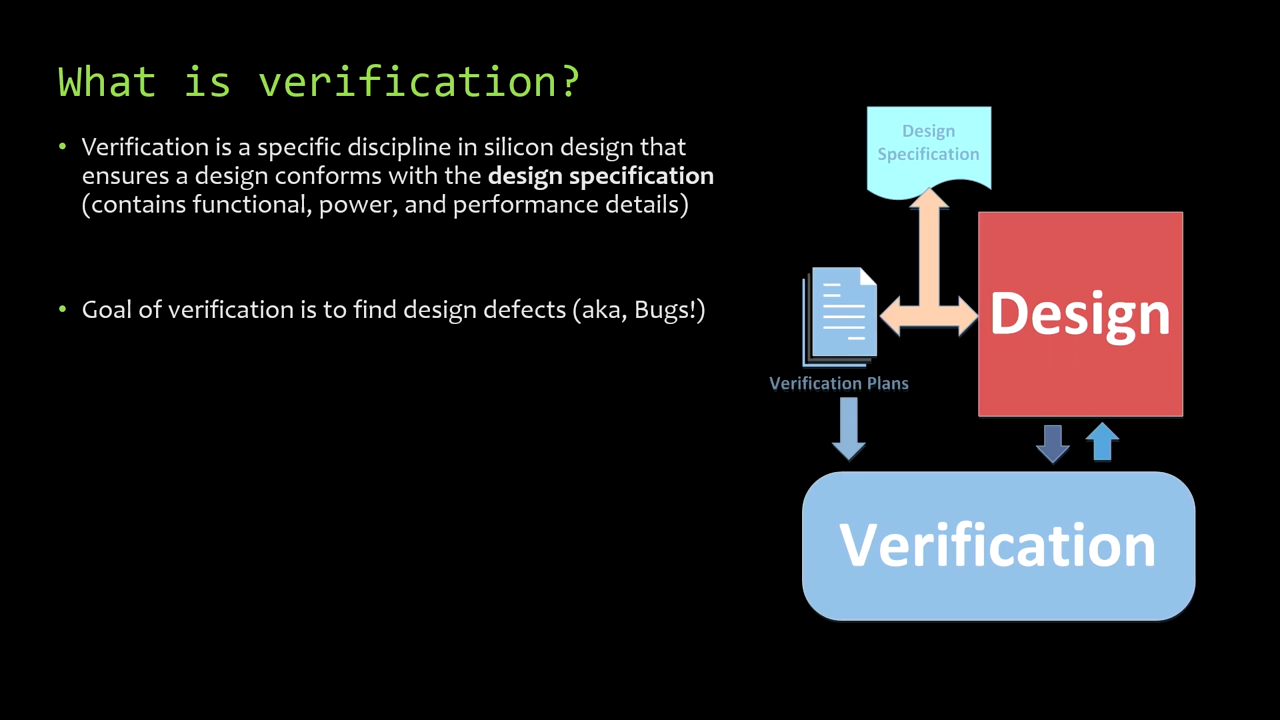 What is verification?
• Verification is a specific discipline in silicon design that
ensures a design conforms with the design specification
(contains functional, power, and performance details)
• Goal of verification is to find design defects (aka, Bugs!)
Design
Specification
Design
Verification Plans
Verification